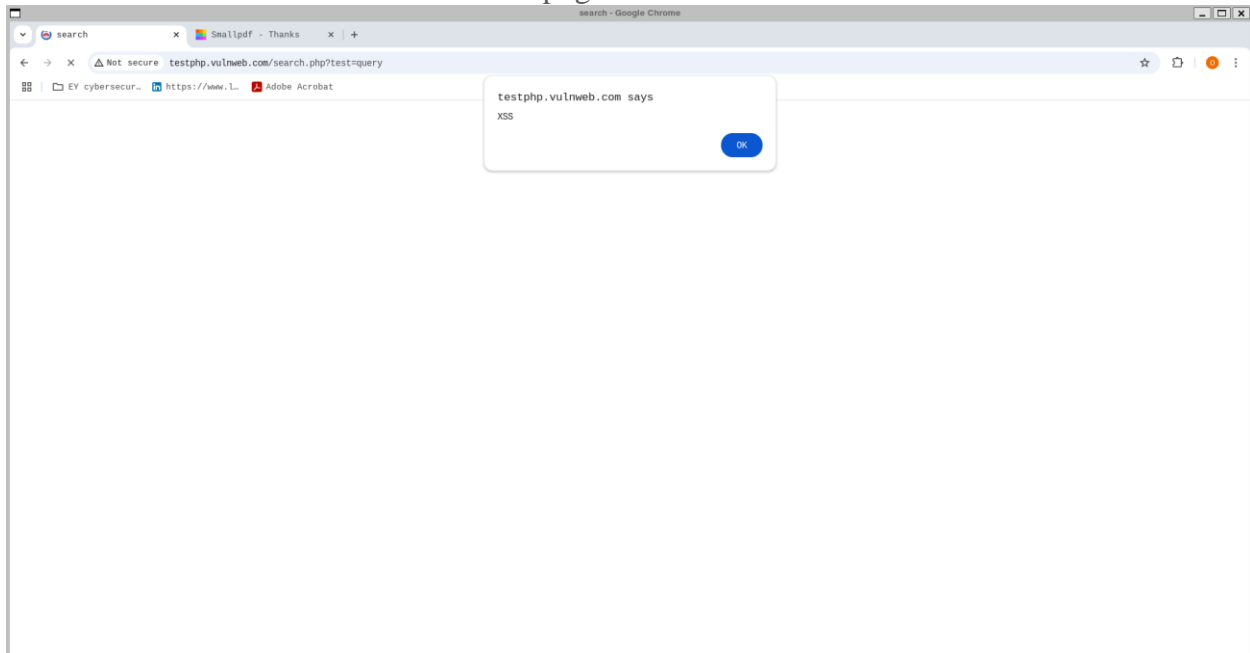 search - Google Chrome
search
Smallpdf - Thanks
Not secure testphp.vulnweb.com/search.php?test=query
EY cybersecur… https://www.l… Adobe Acrobat
testphp.vulnweb.com says
XSS
OK